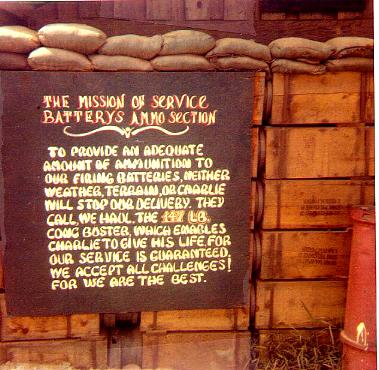 THE MISSION OF SERVICE
BATTERYS AMMO SECTION
TO PROVIDE AN ADEQUATE
AMOUNT OF AMMUNITION TO
OUR FIRING BATTERIES, NEITHER
WEATHER, TERRAIN, OR CHARLIE
WILL STOP OUR DELIVERY. THEY
CALL, WE HAUL. THE 147 LB.
CONG BUSTER, WHICH ENABLES
CHARLIE TO GIVE HIS LIFE. FOR
OUR SERVICE IS GUARANTEED.
WE ACCEPT ALL CHALLENGES!
FOR WE ARE THE BEST.